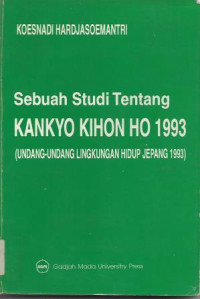 KOESNADI HARDJASOEMANTRI
Sebuah Studi Tentang
KANKYO KIHON HO 1993
(UNDANG-UNDANG LINGKUNGAN HIDUP JEPANG 1993)
Gadjah Mada University Press